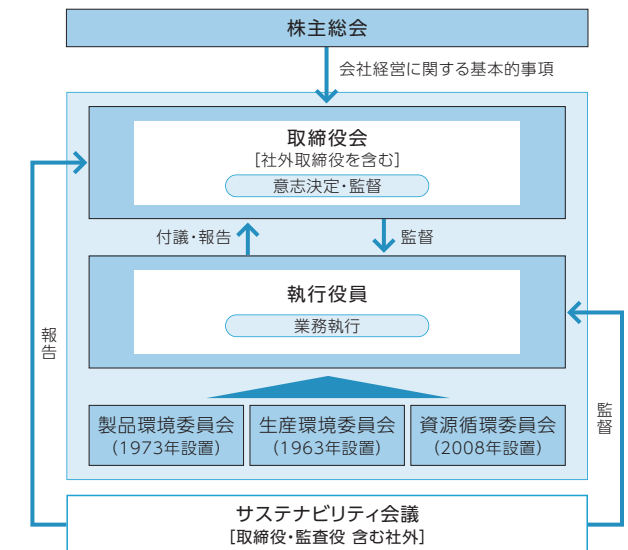 株主総会
会社経営に関する基本的事項
取締役会
[社外取締役を含む]
意志決定・監督
付議・報告
監督
執行役員
業務執行
報告
製品環境委員会
(1973年設置)
生産環境委員会
(1963年設置)
資源循環委員会
(2008年設置)
監督
サステナビリティ会議
[取締役・監査役 含む社外]